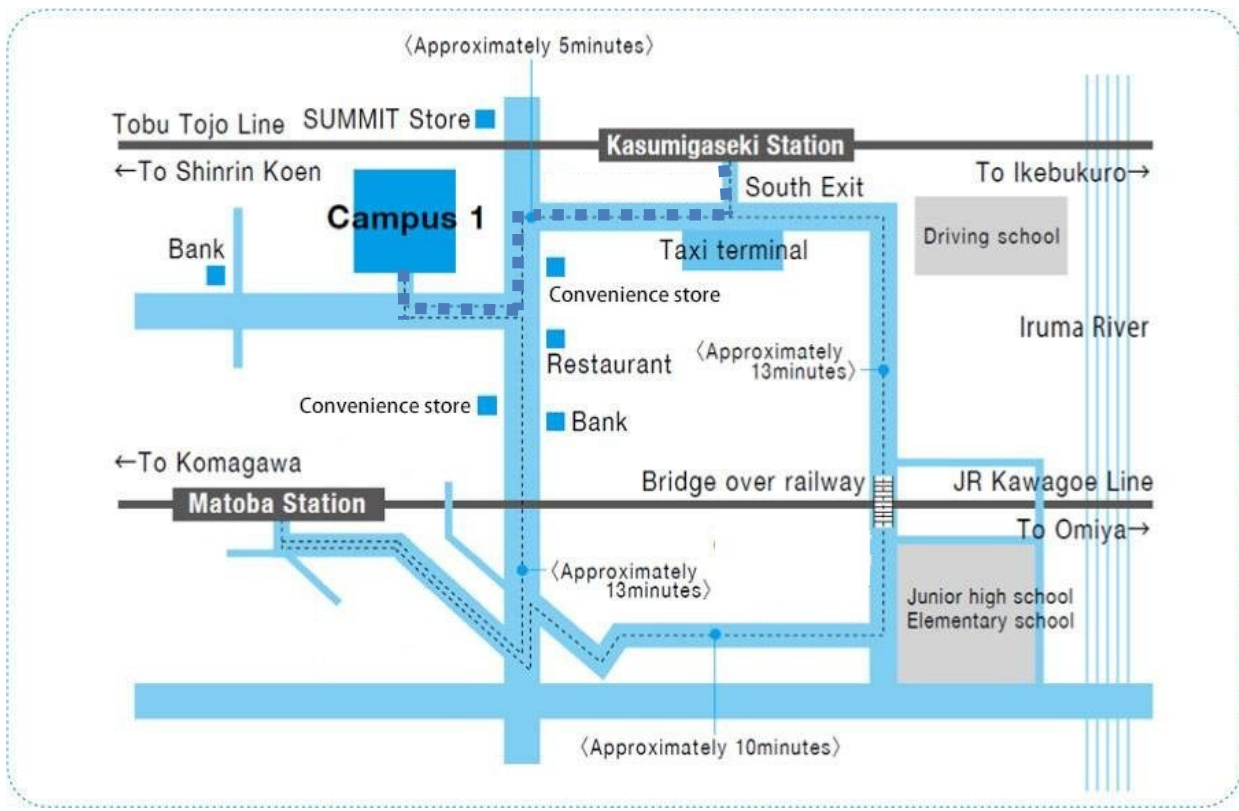 〈Approximately 5minutes〉
Tobu Tojo Line
SUMMIT Store
Kasumigaseki Station
←To Shinrin Koen
To Ikebukuro→
South Exit
Campus 1
Driving school
Bank
Taxi terminal
Convenience store
Iruma River
Restaurant
〈Approximately
13minutes〉
Convenience store
Bank
←To Komagawa
Bridge over railway
JR Kawagoe Line
Matoba Station
To Omiya→
〈Approximately
13minutes〉
Junior high school
Elementary school
〈Approximately 10minutes〉